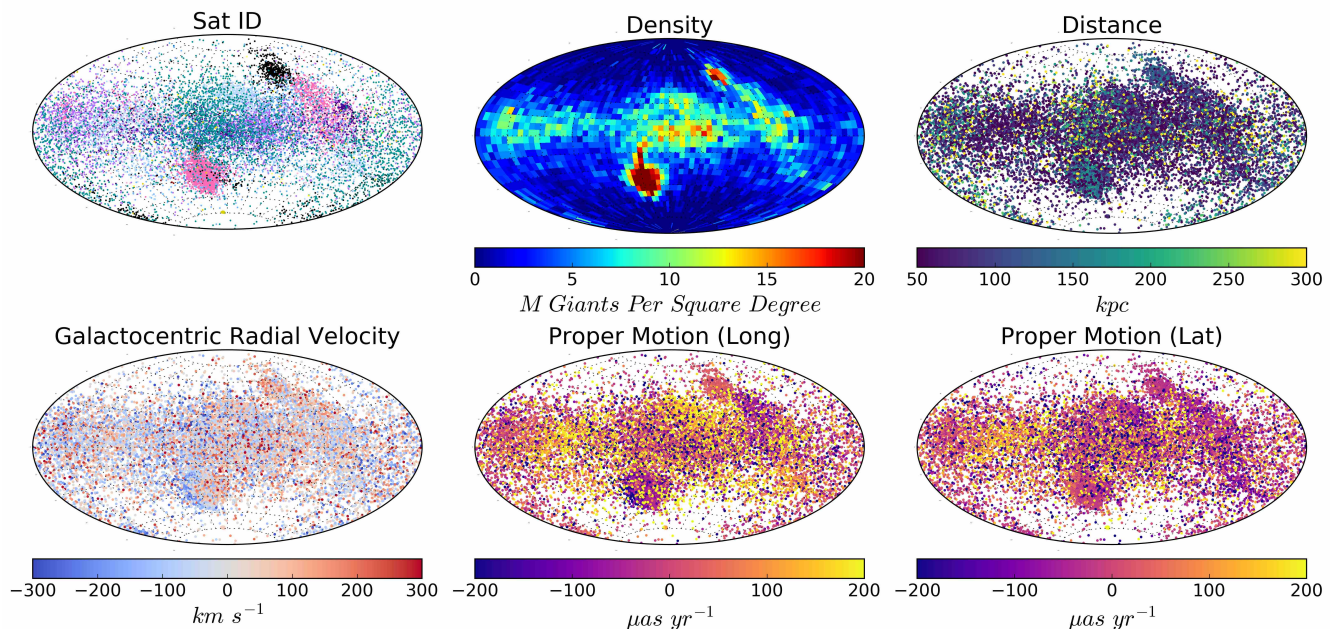 Sat ID
Density
Distance
0 5 10 15 20
M Giants Per Square Degree
50 100 150 200 250 300
kpc
Galactocentric Radial Velocity
Proper Motion (Long)
Proper Motion (Lat)
−300 −200 −100 0 100 200 300
km s⁻¹
−200 −100 0 100 200
μas yr⁻¹
−200 −100 0 100 200
μas yr⁻¹